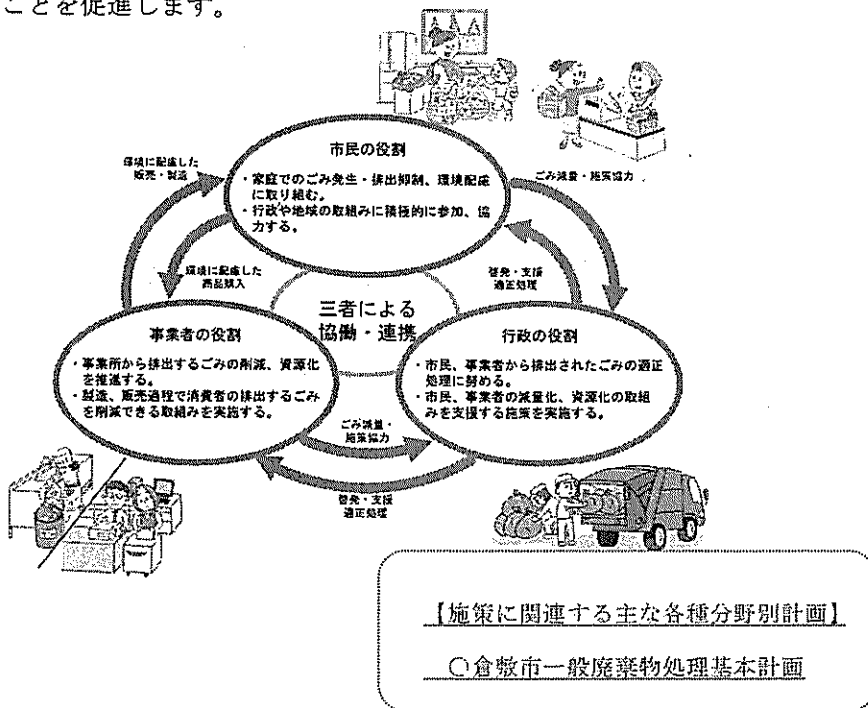 ことを促進します。
市民の役割
・家庭でのごみ発生・排出抑制、環境配慮
に取り組む。
・行政や地域の取組みに積極的に参加、協
力する。
環境に配慮した
販売・製造
ごみ減量・施策協力
環境に配慮した
商品購入
啓発・支援
適正処理
三者による
協働・連携
事業者の役割
・事業所から排出するごみの削減、資源化
を推進する。
・製造、販売過程で消費者の排出するごみ
を削減できる取組みを実施する。
行政の役割
・市民、事業者から排出されたごみの適正
処理に努める。
・市民、事業者の減量化、資源化の取組
みを支援する施策を実施する。
ごみ減量・
施策協力
啓発・支援
適正処理
【施策に関連する主な各種分野別計画】
○倉敷市一般廃棄物処理基本計画